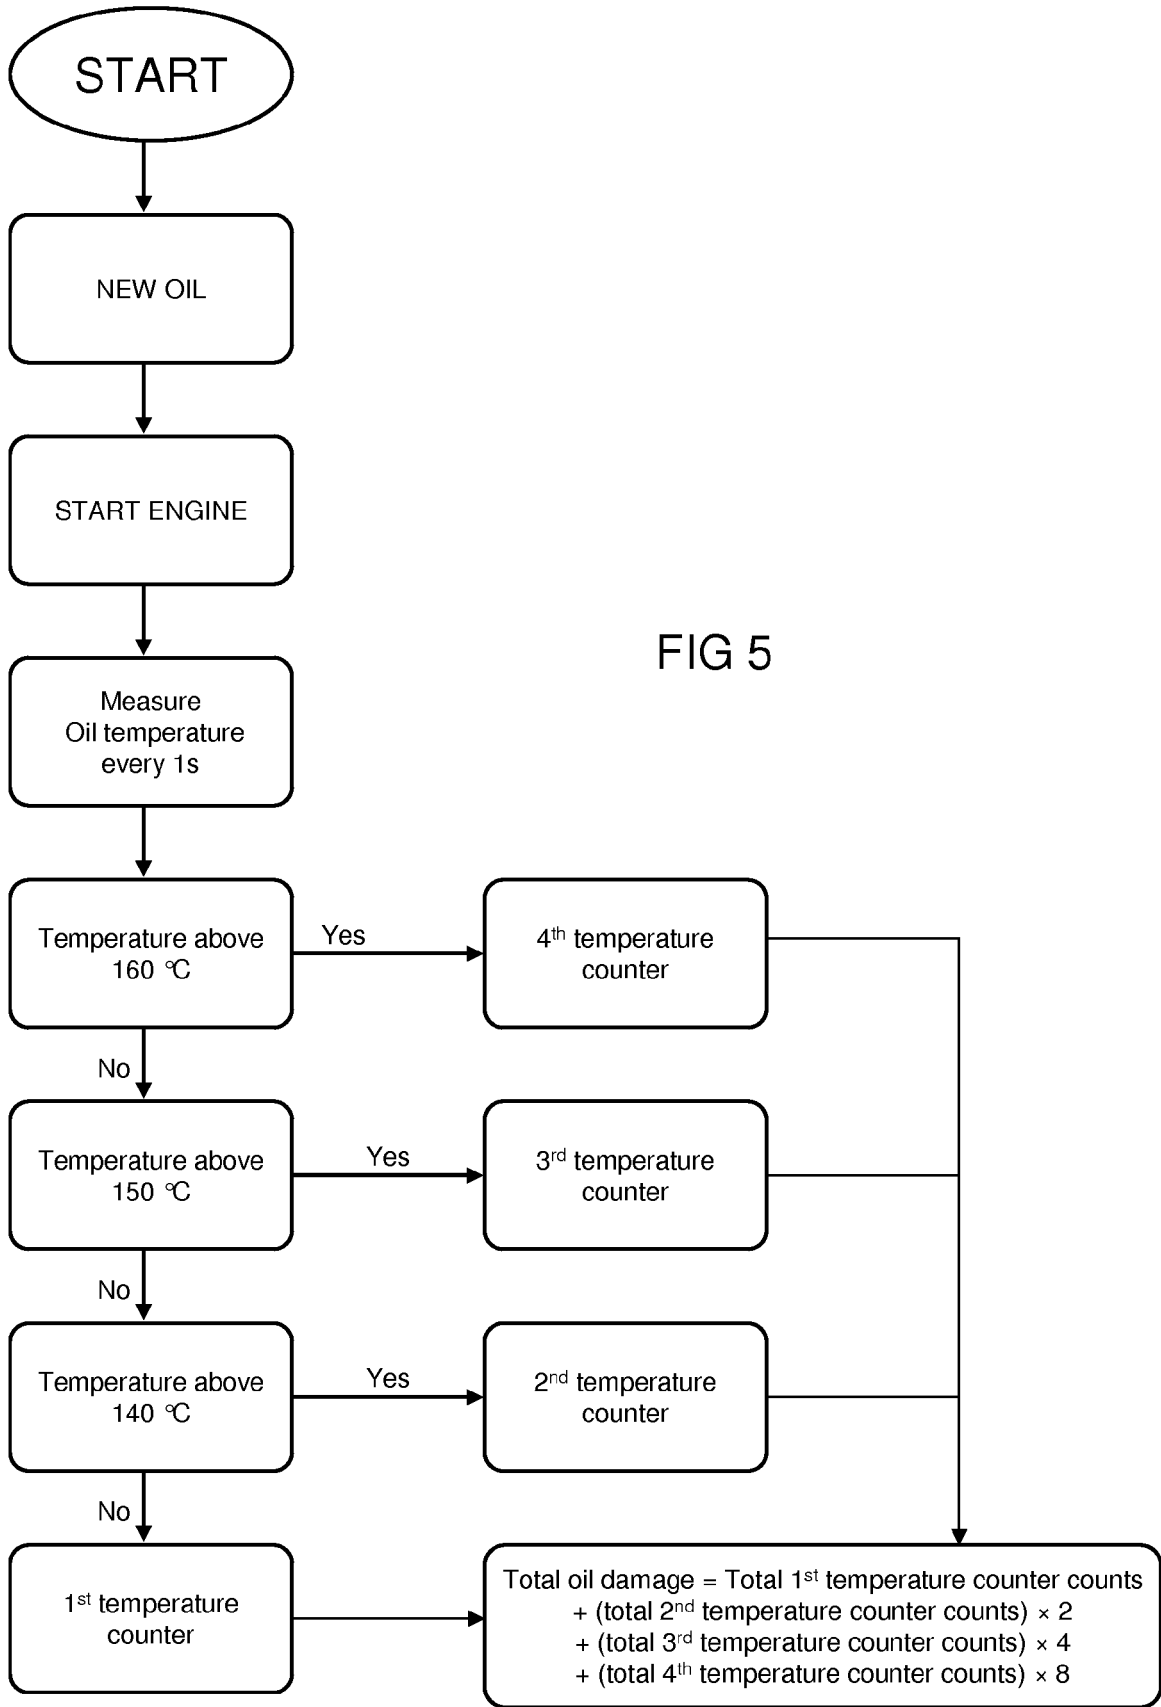 START
NEW OIL
START ENGINE
FIG 5
Measure
Oil temperature
every 1s
Temperature above
160 °C
Yes
4th temperature
counter
No
Temperature above
150 °C
Yes
3rd temperature
counter
No
Temperature above
140 °C
Yes
2nd temperature
counter
No
1st temperature
counter
Total oil damage = Total 1st temperature counter counts
+ (total 2nd temperature counter counts) × 2
+ (total 3rd temperature counter counts) × 4
+ (total 4th temperature counter counts) × 8